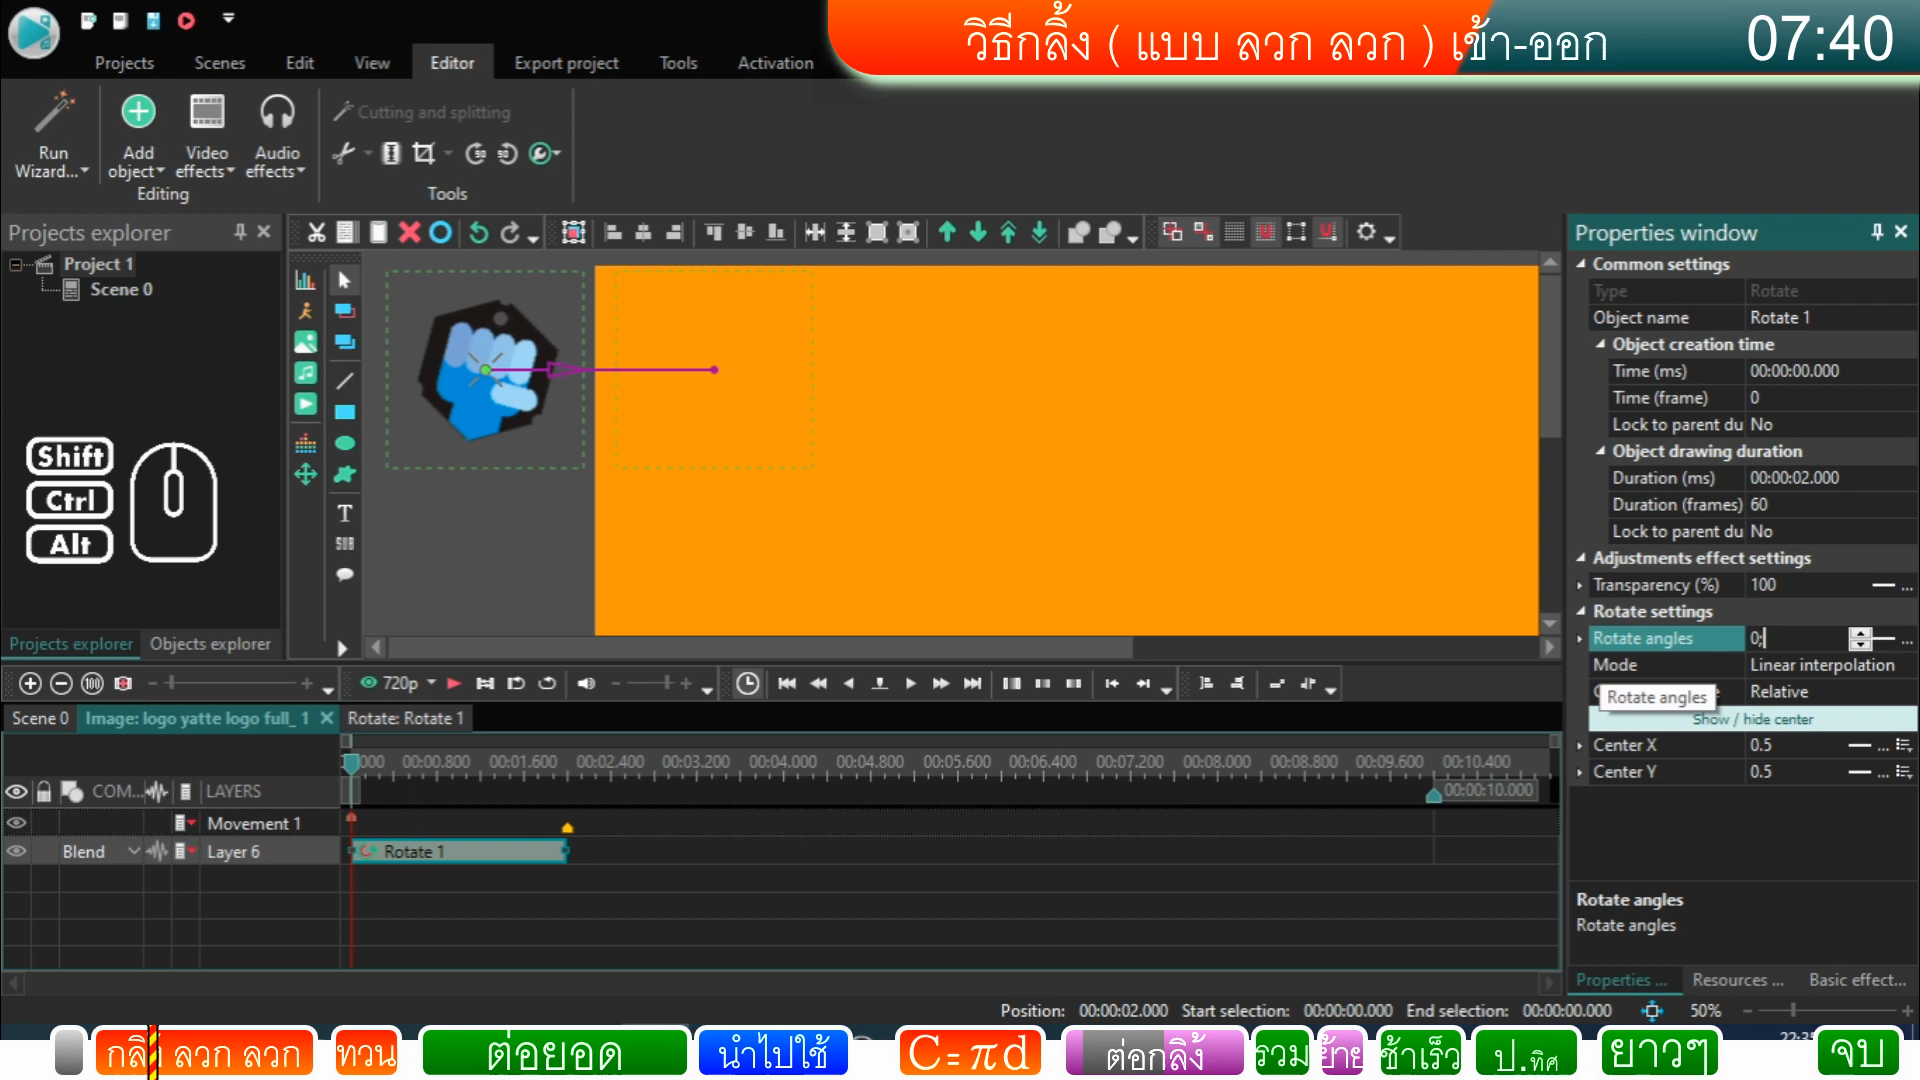 วิธีกลิ้ง ( แบบ ลวก ลวก ) เข้า-ออก
07:40
Projects Scenes Edit View Editor Export project Tools Activation
Run Wizard...
Add object
Video effects
Audio effects
Editing
Cutting and splitting
Tools
Projects explorer
Project 1
Scene 0
Shift
Ctrl
Alt
Projects explorer Objects explorer
T
SUB
Properties window
Common settings
Type Rotate
Object name Rotate 1
Object creation time
Time (ms) 00:00:00.000
Time (frame) 0
Lock to parent du No
Object drawing duration
Duration (ms) 00:00:02.000
Duration (frames) 60
Lock to parent du No
Adjustments effect settings
Transparency (%) 100 ...
Rotate settings
Rotate angles 0; ...
Mode Linear interpolation
Relative
Rotate angles
Show / hide center
Center X 0.5 ...
Center Y 0.5 ...
Rotate angles
Rotate angles
Properties ... Resources ... Basic effect...
720p
Scene 0 Image: logo yatte logo full_ 1 Rotate: Rotate 1
000 00:00.800 00:01.600 00:02.400 00:03.200 00:04.000 00:04.800 00:05.600 00:06.400 00:07.200 00:08.000 00:08.800 00:09.600 00:10.400
00:00:10.000
COM... LAYERS
Movement 1
Blend Layer 6 Rotate 1
Position: 00:00:02.000 Start selection: 00:00:00.000 End selection: 00:00:00.000 50%
ลวก ลวก ทวน ต่อยอด นำไปใช้ C=πd ต่อกลิ้ง รวม ย้าย ช้าเร็ว ป.ทิศ ยาวๆ จบ